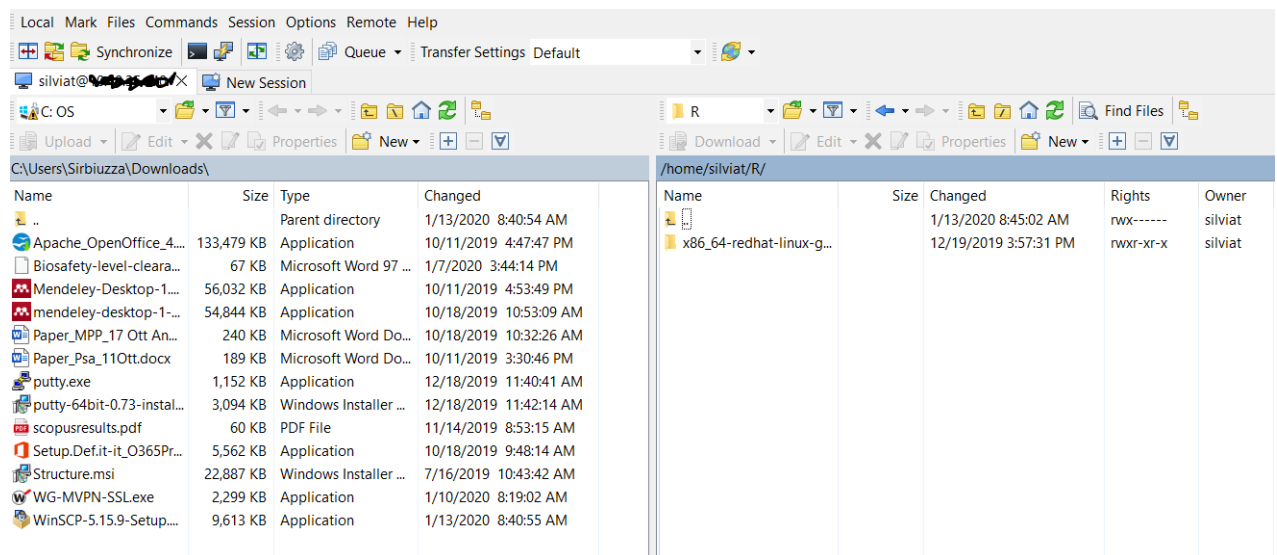 Local Mark Files Commands Session Options Remote Help
Synchronize Queue Transfer Settings Default
silviat@ New Session
C: OS R Find Files
Upload Edit Properties New Download Edit Properties New
C:\Users\Sirbiuzza\Downloads\ /home/silviat/R/
Name Size Type Changed Name Size Changed Rights Owner
.. Parent directory 1/13/2020 8:40:54 AM .. 1/13/2020 8:45:02 AM rwx------ silviat
Apache_OpenOffice_4.... 133,479 KB Application 10/11/2019 4:47:47 PM x86_64-redhat-linux-g... 12/19/2019 3:57:31 PM rwxr-xr-x silviat
Biosafety-level-cleara... 67 KB Microsoft Word 97 ... 1/7/2020 3:44:14 PM
Mendeley-Desktop-1.... 56,032 KB Application 10/11/2019 4:53:49 PM
mendeley-desktop-1-... 54,844 KB Application 10/18/2019 10:53:09 AM
Paper_MPP_17 Ott An... 240 KB Microsoft Word Do... 10/18/2019 10:32:26 AM
Paper_Psa_11Ott.docx 189 KB Microsoft Word Do... 10/11/2019 3:30:46 PM
putty.exe 1,152 KB Application 12/18/2019 11:40:41 AM
putty-64bit-0.73-instal... 3,094 KB Windows Installer ... 12/18/2019 11:42:14 AM
scopusresults.pdf 60 KB PDF File 11/14/2019 8:53:15 AM
Setup.Def.it-it_O365Pr... 5,562 KB Application 10/18/2019 9:48:14 AM
Structure.msi 22,887 KB Windows Installer ... 7/16/2019 10:43:42 AM
WG-MVPN-SSL.exe 2,299 KB Application 1/10/2020 8:19:02 AM
WinSCP-5.15.9-Setup.... 9,613 KB Application 1/13/2020 8:40:55 AM